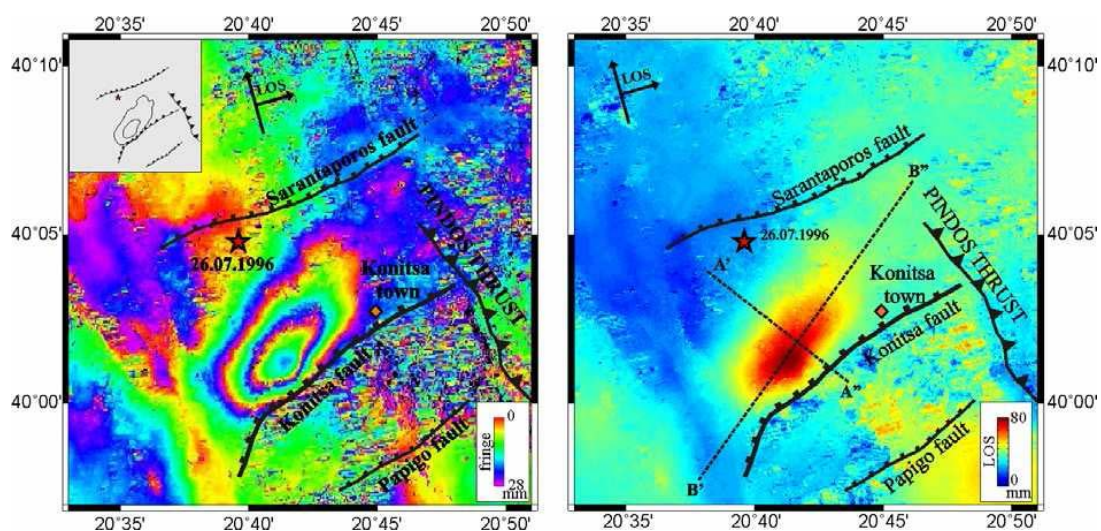 20°35' 20°40' 20°45' 20°50'
20°35' 20°40' 20°45' 20°50'
40°10'
40°10'
LOS
LOS
Sarantaporos fault
Sarantaporos fault
B''
PINDOS THRUST
PINDOS THRUST
40°05'
40°05'
26.07.1996
26.07.1996
A'
Konitsa
town
Konitsa
town
Konitsa fault
Konitsa fault
A''
40°00'
40°00'
Papigo fault
Papigo fault
0
fringe
28
mm
80
LOS
0
mm
B'
20°35' 20°40' 20°45' 20°50'
20°35' 20°40' 20°45' 20°50'